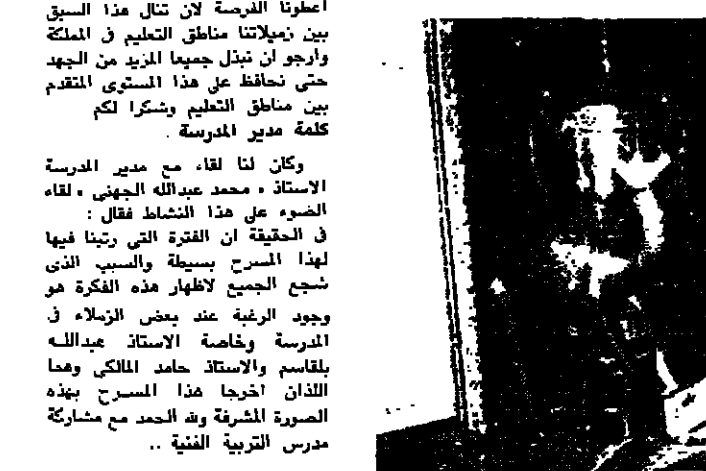 اعطونا الفرصة لان تنال هذا السبق
بين زميلاتنا مناطق التعليم في المملكة
وارجو ان نبذل جميعا المزيد من الجهد
حتى نحافظ على هذا المستوى المتقدم
بين مناطق التعليم وشكرا لكم
كلمة مدير المدرسة .
وكان لنا لقاء مع مدير المدرسة
الاستاذ « محمد عبدالله الجهني » لقاء
الضوء على هذا النشاط فقال :
في الحقيقة ان الفترة التي رتبنا فيها
لهذا المسرح بسيطة والسبب الذى
شجع الجميع لاظهار هذه الفكرة هو
وجود الرغبة عند بعض الزملاء في
المدرسة وخاصة الاستاذ عبداللـه
بلقاسم والاستاذ حامد المالكي وهما
اللذان اخرجا هذا المسـرح بهذه
الصورة المشرفة ولله الحمد مع مشاركة
مدرس التربية الفنية ..